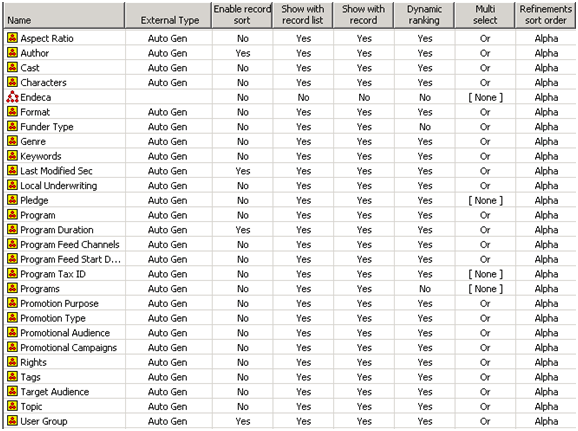 Name External Type Enable record sort Show with record list Show with record Dynamic ranking Multi select Refinements sort order
Aspect Ratio Auto Gen No Yes Yes Yes Or Alpha
Author Auto Gen Yes Yes Yes Yes Or Alpha
Cast Auto Gen No Yes Yes Yes Or Alpha
Characters Auto Gen No Yes Yes Yes Or Alpha
Endeca No No No No [ None ] Alpha
Format Auto Gen No Yes Yes Yes Or Alpha
Funder Type Auto Gen No Yes Yes No Or Alpha
Genre Auto Gen No Yes Yes Yes Or Alpha
Keywords Auto Gen No Yes Yes Yes Or Alpha
Last Modified Sec Auto Gen Yes Yes Yes Yes Or Alpha
Local Underwriting Auto Gen No Yes Yes Yes Or Alpha
Pledge Auto Gen No Yes Yes Yes [ None ] Alpha
Program Auto Gen No Yes Yes Yes Or Alpha
Program Duration Auto Gen Yes Yes Yes Yes Or Alpha
Program Feed Channels Auto Gen No Yes Yes Yes Or Alpha
Program Feed Start D... Auto Gen No Yes Yes Yes Or Alpha
Program Tax ID Auto Gen No Yes Yes Yes [ None ] Alpha
Programs Auto Gen No Yes Yes No [ None ] Alpha
Promotion Purpose Auto Gen No Yes Yes Yes Or Alpha
Promotion Type Auto Gen No Yes Yes Yes Or Alpha
Promotional Audience Auto Gen No Yes Yes Yes Or Alpha
Promotional Campaigns Auto Gen No Yes Yes Yes Or Alpha
Rights Auto Gen No Yes Yes Yes Or Alpha
Tags Auto Gen No Yes Yes Yes Or Alpha
Target Audience Auto Gen No Yes Yes Yes Or Alpha
Topic Auto Gen No Yes Yes Yes Or Alpha
User Group Auto Gen Yes Yes Yes Yes Or Alpha